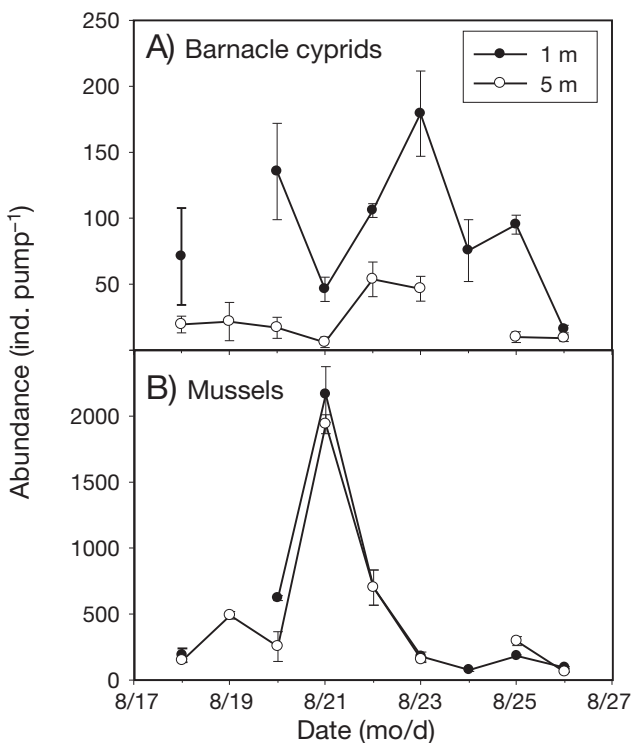 A) Barnacle cyprids
1 m
5 m
250
200
150
100
50
Abundance (ind. pump⁻¹)
B) Mussels
2000
1500
1000
500
0
8/17 8/19 8/21 8/23 8/25 8/27
Date (mo/d)